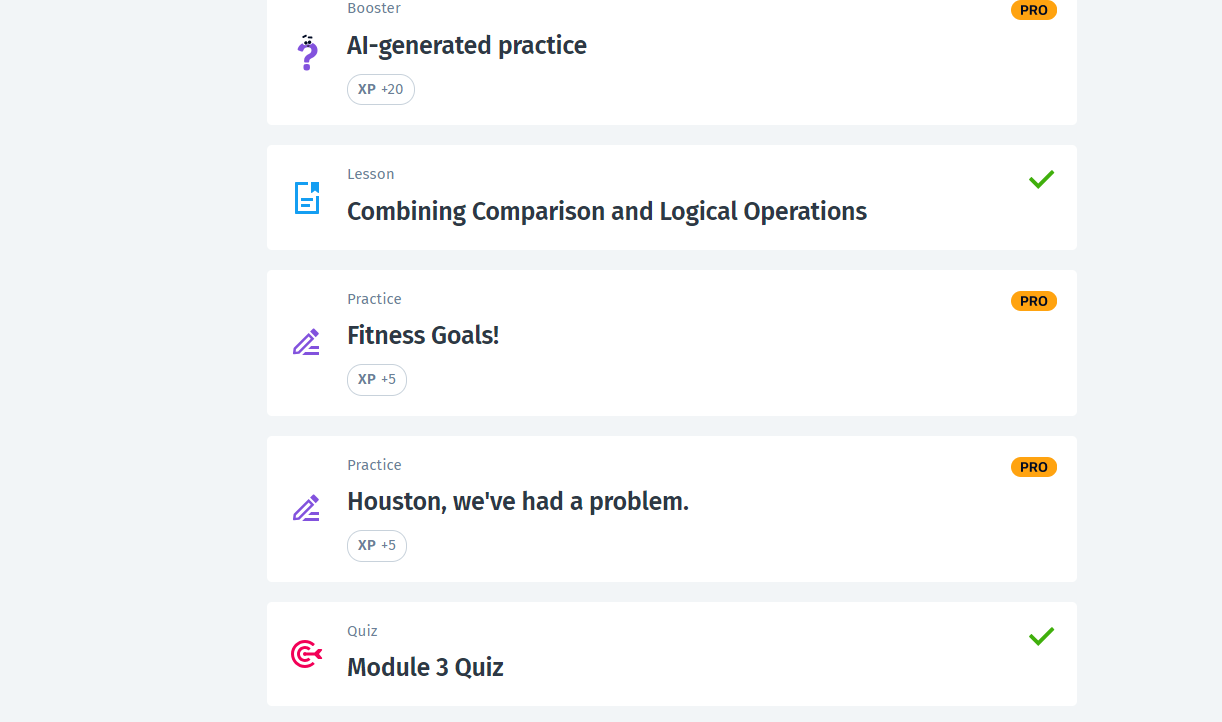 Booster
PRO
AI-generated practice
XP +20
Lesson
Combining Comparison and Logical Operations
Practice
PRO
Fitness Goals!
XP +5
Practice
PRO
Houston, we've had a problem.
XP +5
Quiz
Module 3 Quiz